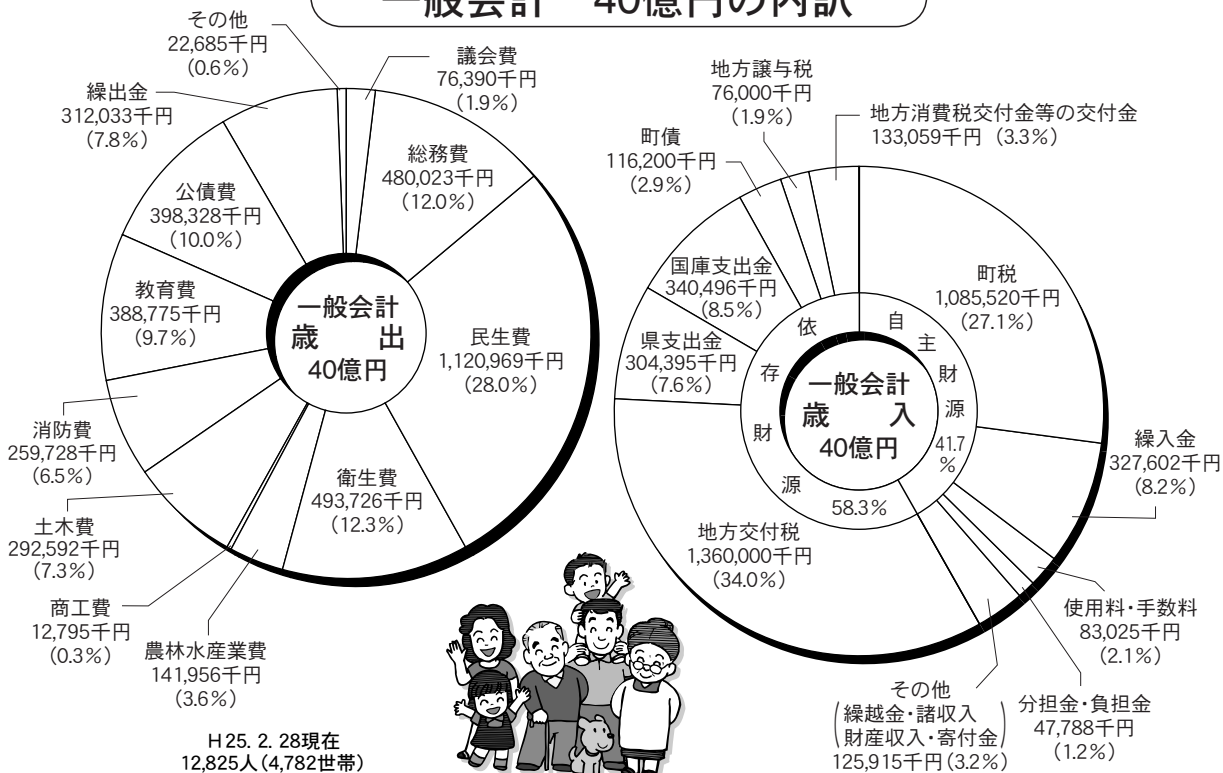 一般会計 40億円の内訳
その他
22,685千円
(0.6%)
議会費
76,390千円
(1.9%)
総務費
480,023千円
(12.0%)
民生費
1,120,969千円
(28.0%)
衛生費
493,726千円
(12.3%)
農林水産業費
141,956千円
(3.6%)
商工費
12,795千円
(0.3%)
土木費
292,592千円
(7.3%)
消防費
259,728千円
(6.5%)
教育費
388,775千円
(9.7%)
公債費
398,328千円
(10.0%)
繰出金
312,033千円
(7.8%)
一般会計
歳 出
40億円
H25. 2. 28現在
12,825人(4,782世帯)
地方譲与税
76,000千円
(1.9%)
地方消費税交付金等の交付金
133,059千円 (3.3%)
町債
116,200千円
(2.9%)
国庫支出金
340,496千円
(8.5%)
県支出金
304,395千円
(7.6%)
地方交付税
1,360,000千円
(34.0%)
町税
1,085,520千円
(27.1%)
繰入金
327,602千円
(8.2%)
使用料・手数料
83,025千円
(2.1%)
分担金・負担金
47,788千円
(1.2%)
その他
(繰越金・諸収入
財産収入・寄付金)
125,915千円(3.2%)
自主財源
41.7
%
依存財源
58.3%
一般会計
歳 入
40億円